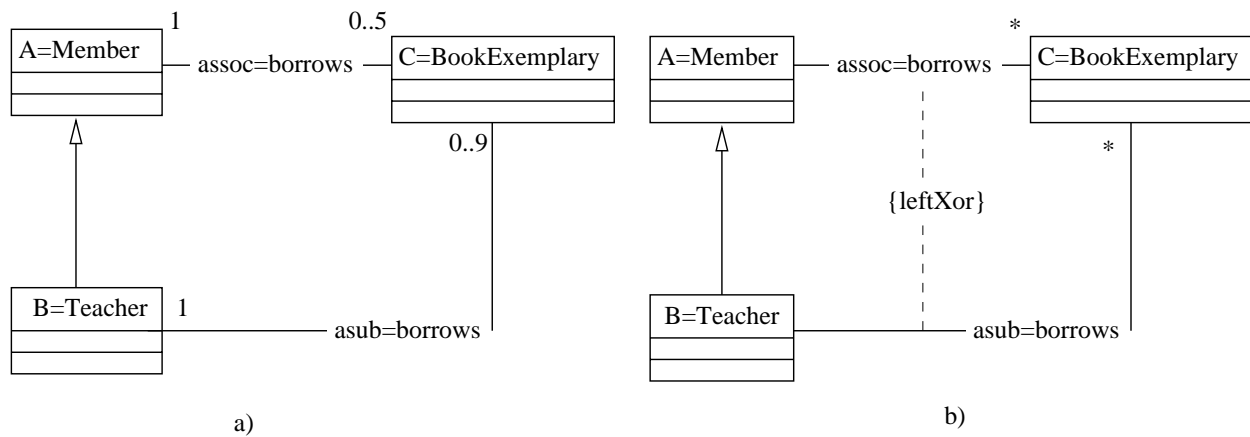 1
0..5
A=Member
assoc=borrows
C=BookExemplary
0..9
B=Teacher
1
asub=borrows
a)
*
A=Member
assoc=borrows
C=BookExemplary
*
{leftXor}
B=Teacher
asub=borrows
b)